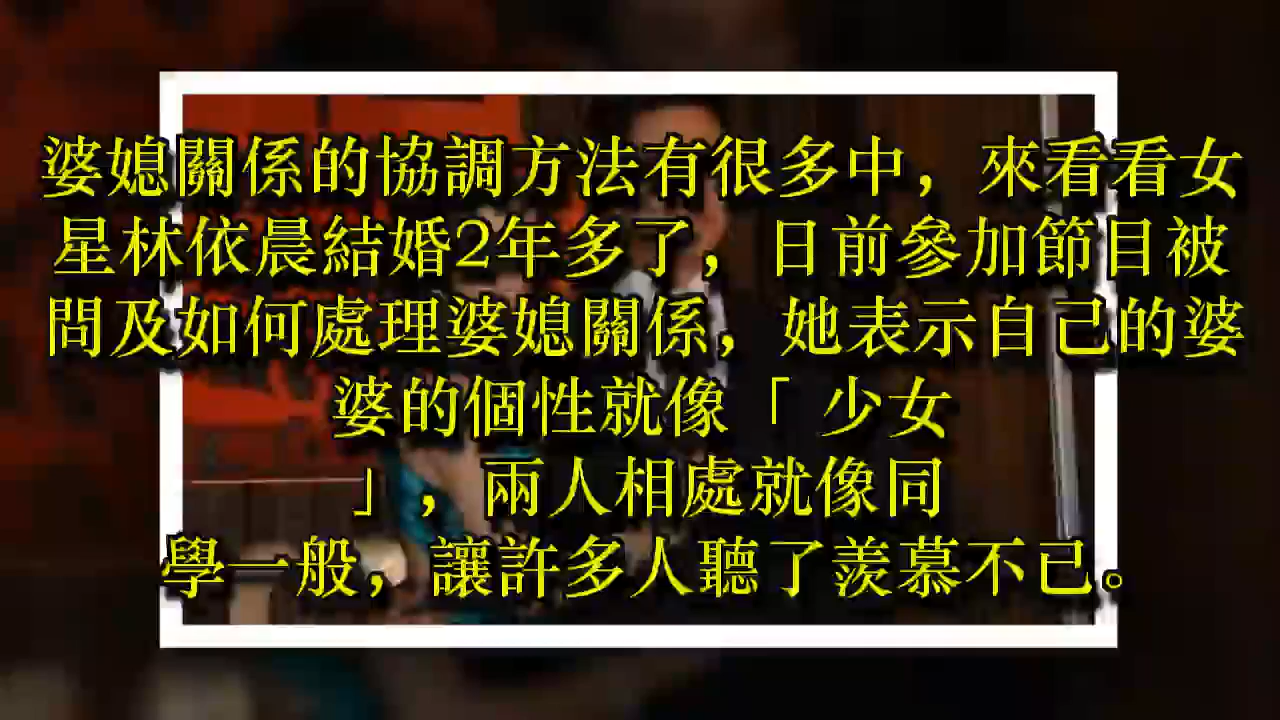 婆媳關係的協調方法有很多中，來看看女
星林依晨結婚2年多了，日前參加節目被
問及如何處理婆媳關係，她表示自己的婆
婆的個性就像「 少女
」，兩人相處就像同
學一般，讓許多人聽了羨慕不已。